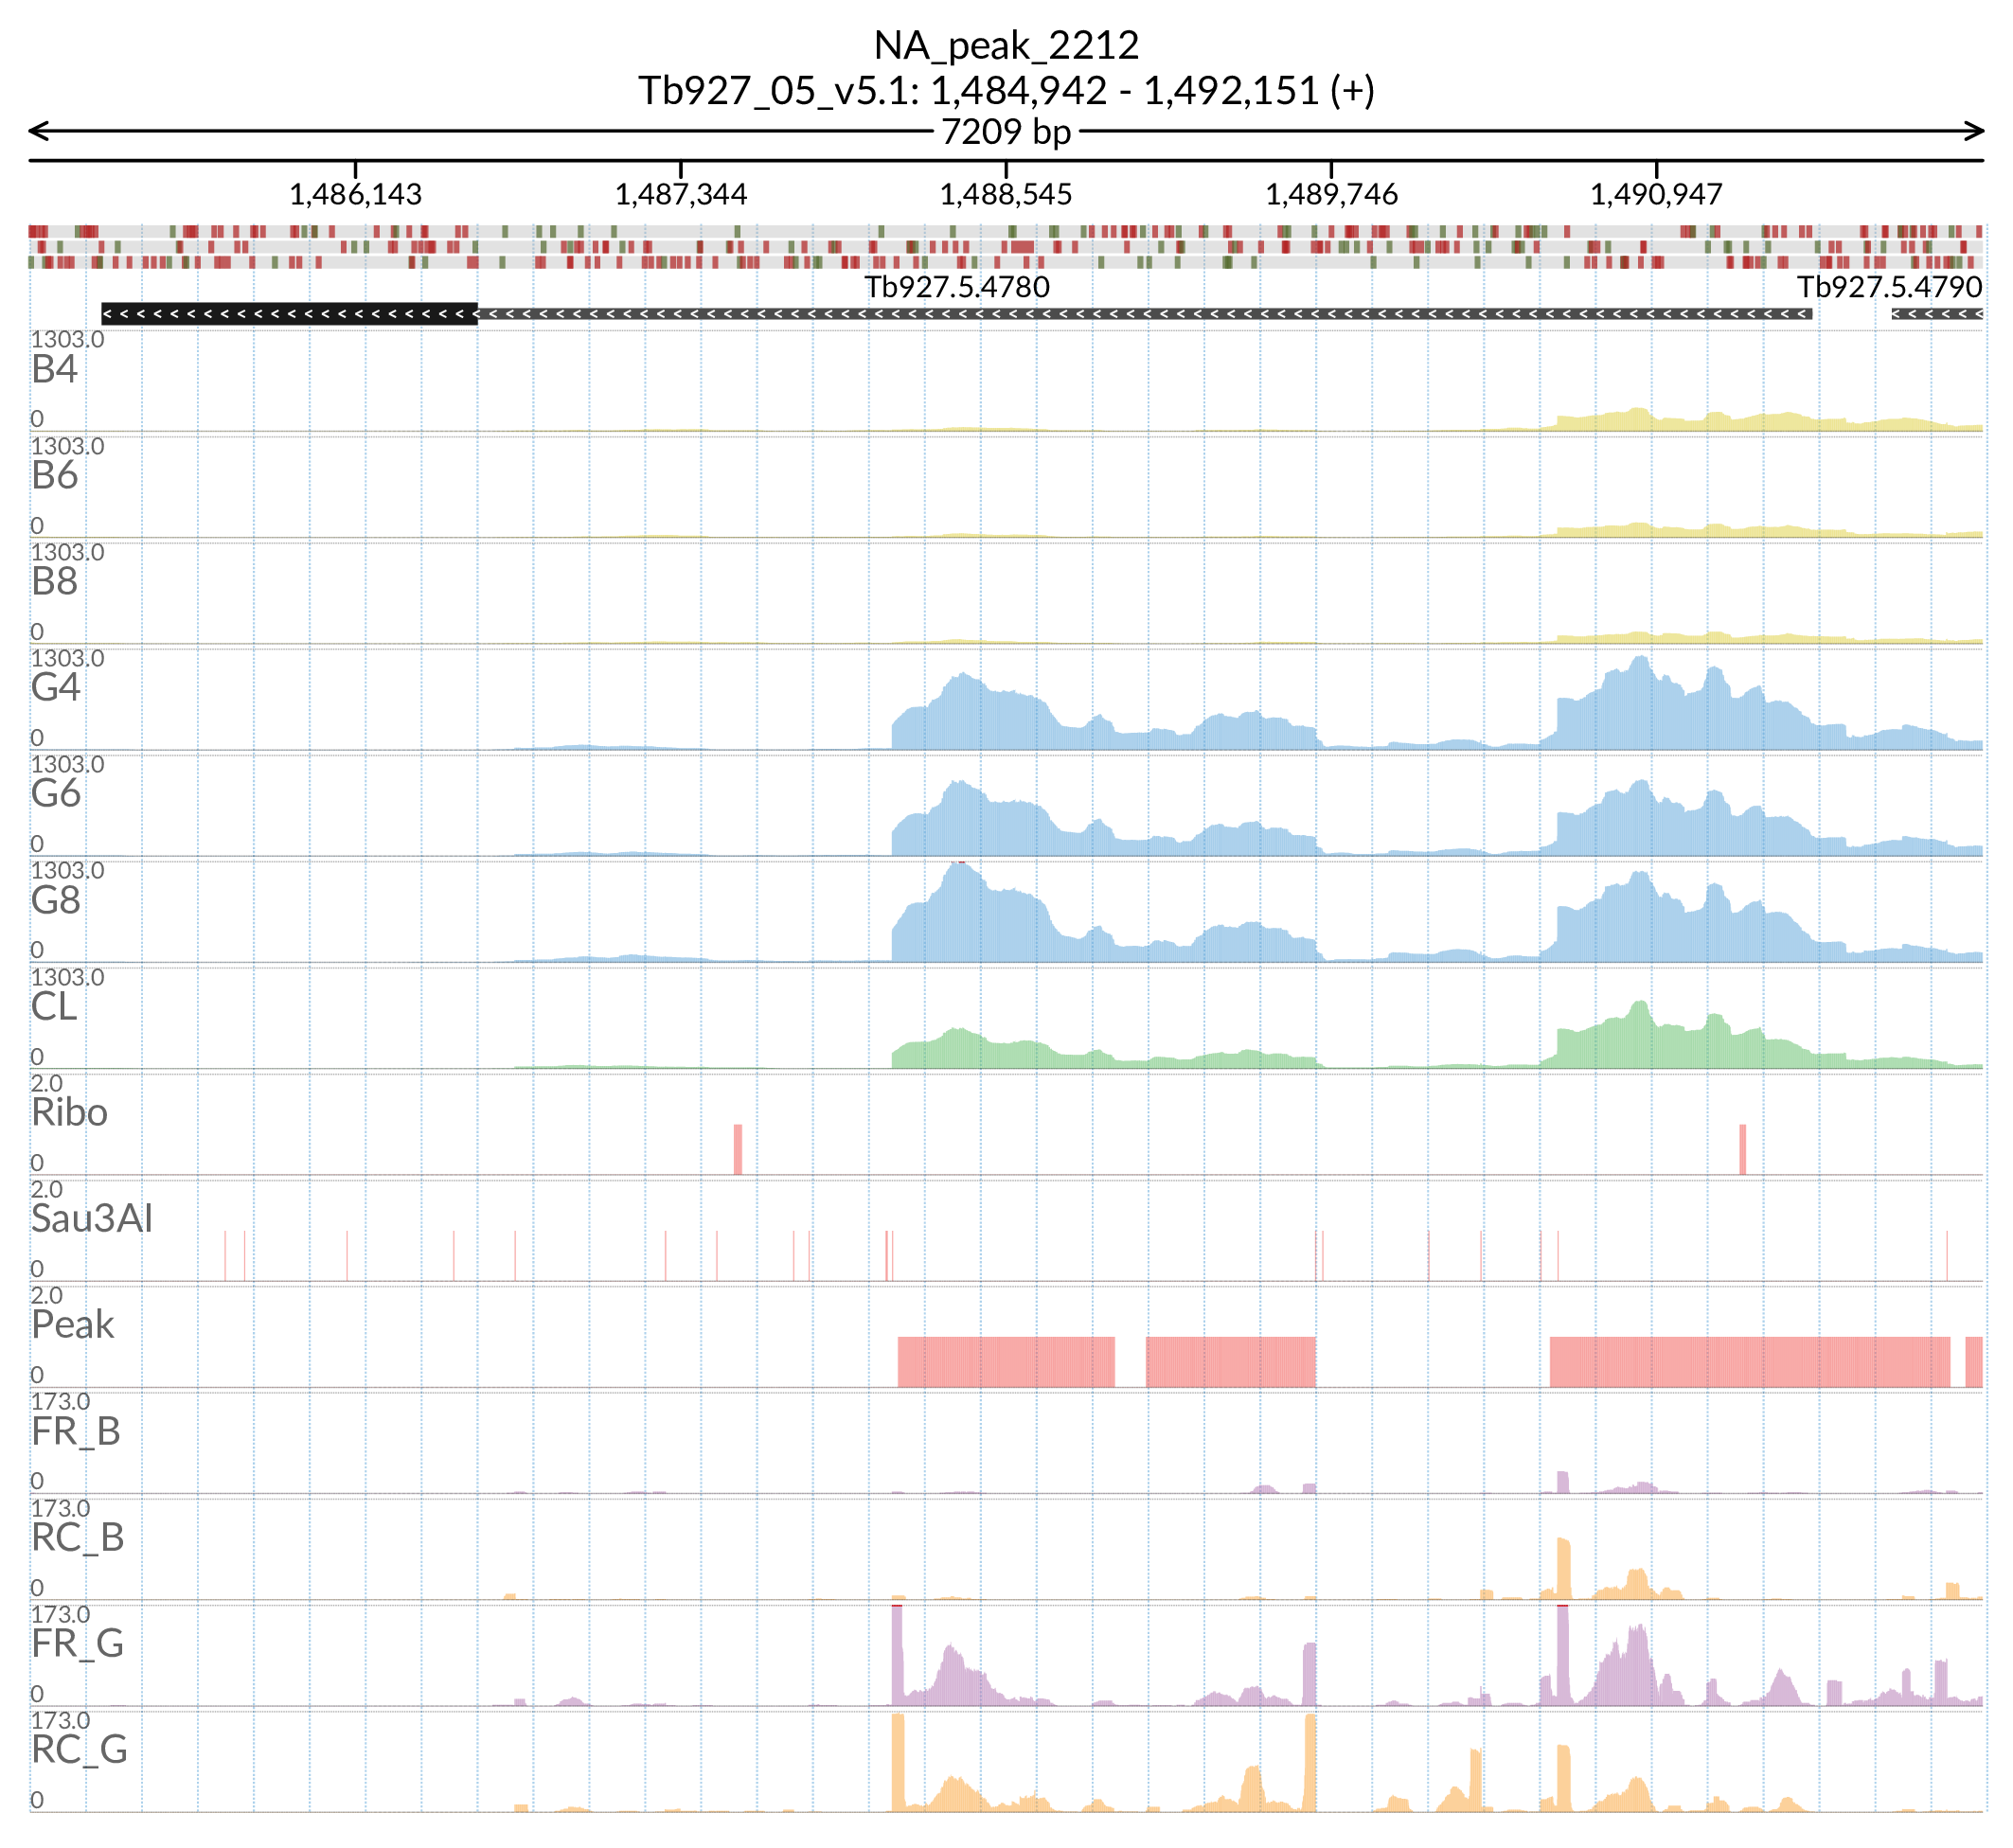 NA_peak_2212
Tb927_05_v5.1: 1,484,942 - 1,492,151 (+)
7209 bp
1,486,143 1,487,344 1,488,545 1,489,746 1,490,947
Tb927.5.4780 Tb927.5.4790
1303.0
B4
0
1303.0
B6
0
1303.0
B8
0
1303.0
G4
0
1303.0
G6
0
1303.0
G8
0
1303.0
CL
0
2.0
Ribo
0
2.0
Sau3AI
0
2.0
Peak
0
173.0
FR_B
0
173.0
RC_B
0
173.0
FR_G
0
173.0
RC_G
0